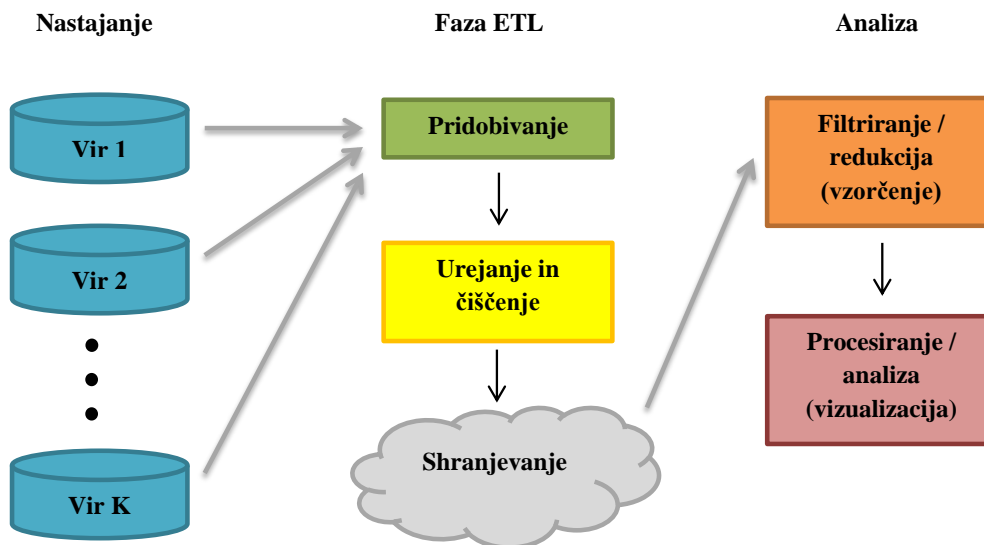 Nastajanje
Faza ETL
Analiza
Vir 1
Vir 2
Vir K
Pridobivanje
Urejanje in
čiščenje
Shranjevanje
Filtriranje /
redukcija
(vzorčenje)
Procesiranje /
analiza
(vizualizacija)